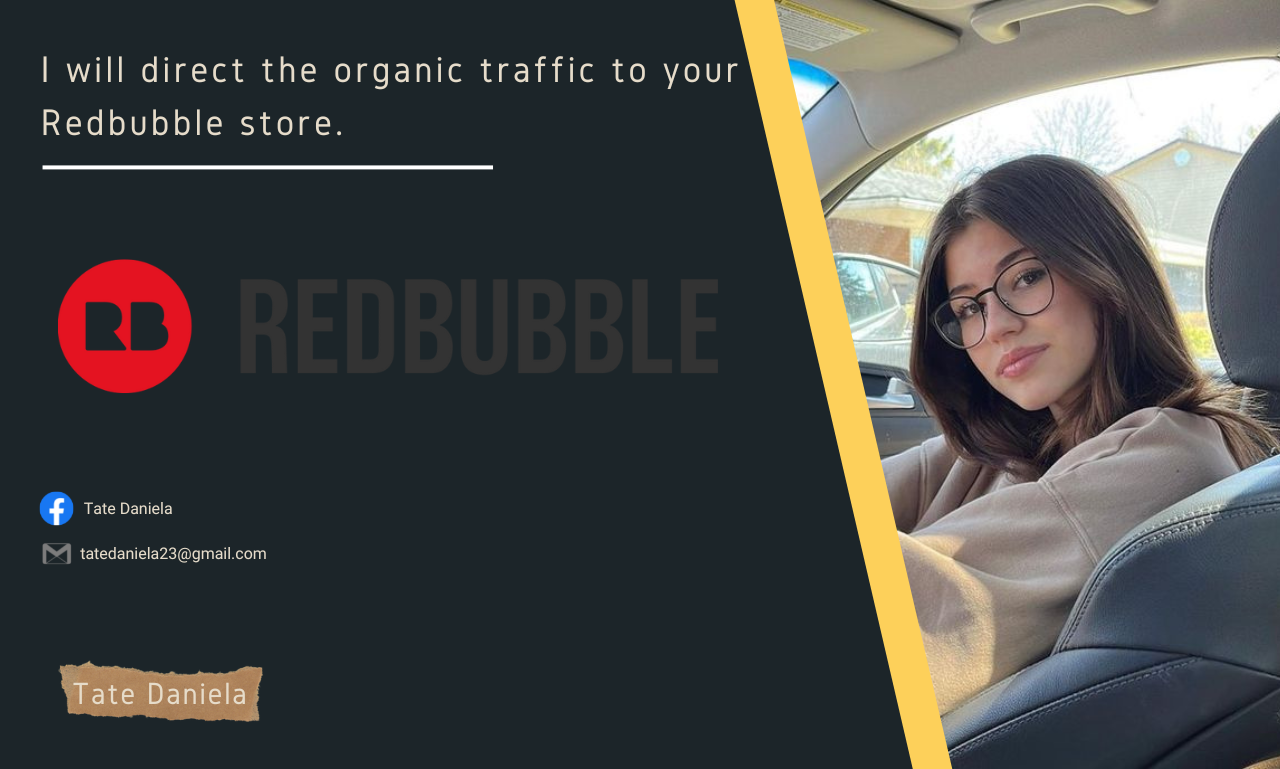 I will direct the organic traffic to your
Redbubble store.
RB REDBUBBLE
Tate Daniela
tatedaniela23@gmail.com
Tate Daniela